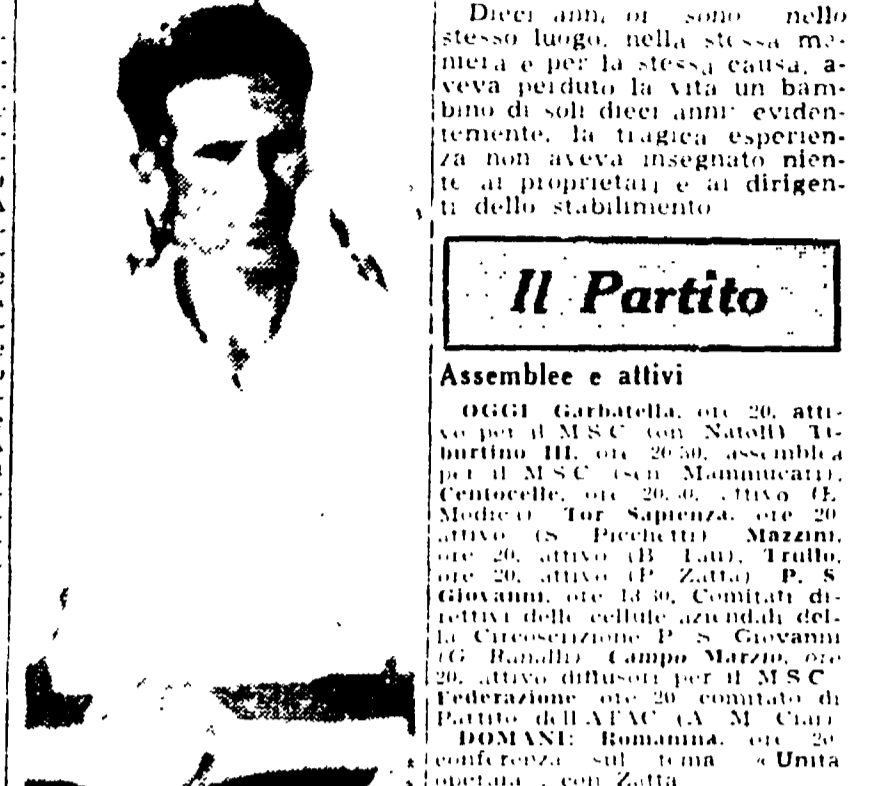 Dieci anni or sono nello
stesso luogo, nella stessa ma-
niera e per la stessa causa, a-
veva perduto la vita un bam-
bino di soli dieci anni: eviden-
temente, la tragica esperien-
za non aveva insegnato nien-
te ai proprietari e ai dirigen-
ti dello stabilimento
Il Partito
Assemblee e attivi
OGGI Garbatella, ore 20, atti-
vo per il M S C (on Natoli) Ti-
burtino III, ore 20.30, assemblea
per il M S C (sen Mammucari),
Centocelle, ore 20.30, attivo
Medici) Tor Sapienza, ore 20
attivo (S Picchetti) Mazzini,
ore 20, attivo (B Trullo,
ore 20, attivo (P Zatta) P. S
Giovanni, ore Comitati di-
rettivi delle cellule aziendali del-
la Circoscrizione P S Giovanni
(G Ranalli) Campo Marzio, ore
20, attivo diffusori per il M S C
Federazione ore 20 comitato di
Partito dell'ATAC (A M Ciai)
DOMANI: Romanina, ore 20
conferenza sul tema « Unità
operaia , con Zatta